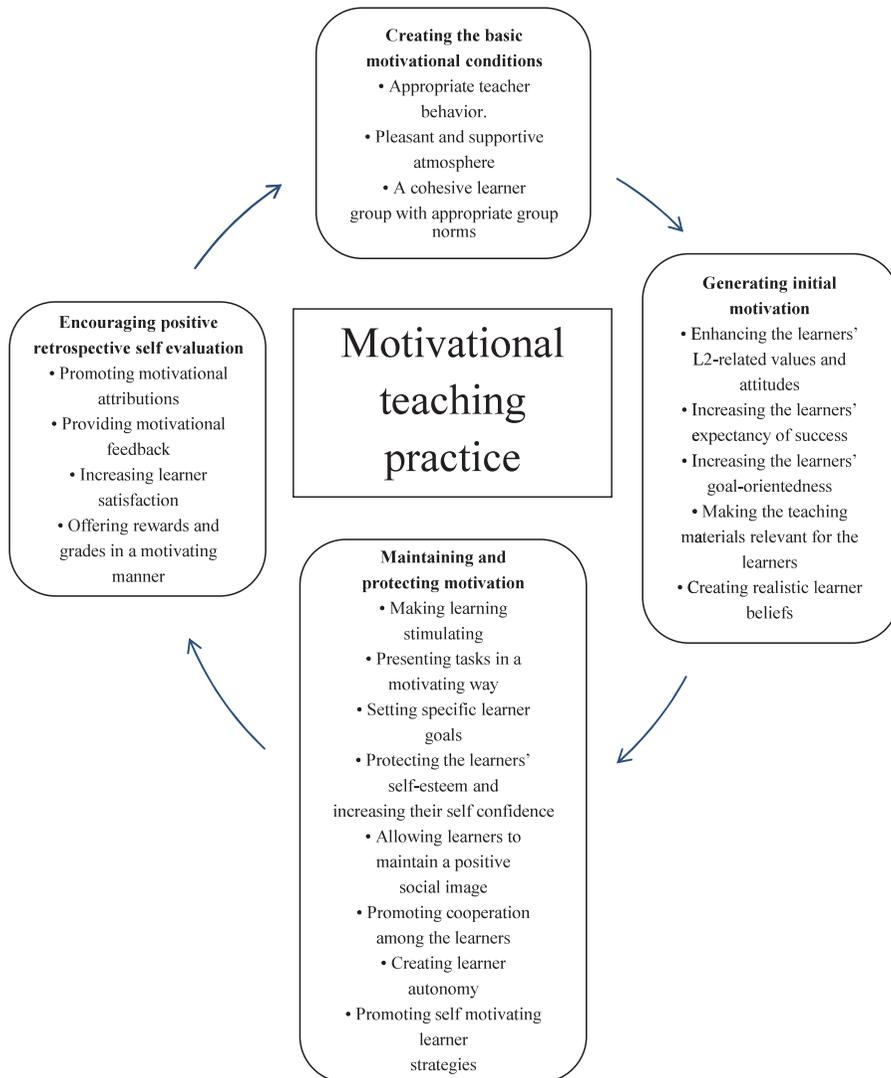 Creating the basic
motivational conditions
• Appropriate teacher
behavior.
• Pleasant and supportive
atmosphere
• A cohesive learner
group with appropriate group
norms
Generating initial
motivation
• Enhancing the learners’
L2-related values and
attitudes
• Increasing the learners’
expectancy of success
• Increasing the learners’
goal-orientedness
• Making the teaching
materials relevant for the
learners
• Creating realistic learner
beliefs
Encouraging positive
retrospective self evaluation
• Promoting motivational
attributions
• Providing motivational
feedback
• Increasing learner
satisfaction
• Offering rewards and
grades in a motivating
manner
Motivational
teaching
practice
Maintaining and
protecting motivation
• Making learning
stimulating
• Presenting tasks in a
motivating way
• Setting specific learner
goals
• Protecting the learners’
self-esteem and
increasing their self confidence
• Allowing learners to
maintain a positive
social image
• Promoting cooperation
among the learners
• Creating learner
autonomy
• Promoting self motivating
learner
strategies